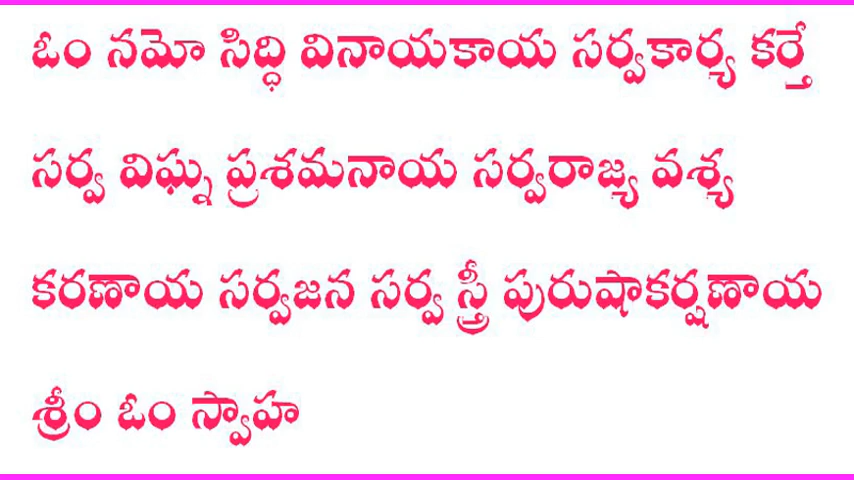 ఓం నమో సిద్ధి వినాయకాయ సర్వకార్య కర్త్రే
సర్వ విఘ్న ప్రశమనాయ సర్వరాజ్య వశ్య
కరణాయ సర్వజన సర్వ స్త్రీ పురుషాకర్షణాయ
శ్రీం ఓం స్వాహ